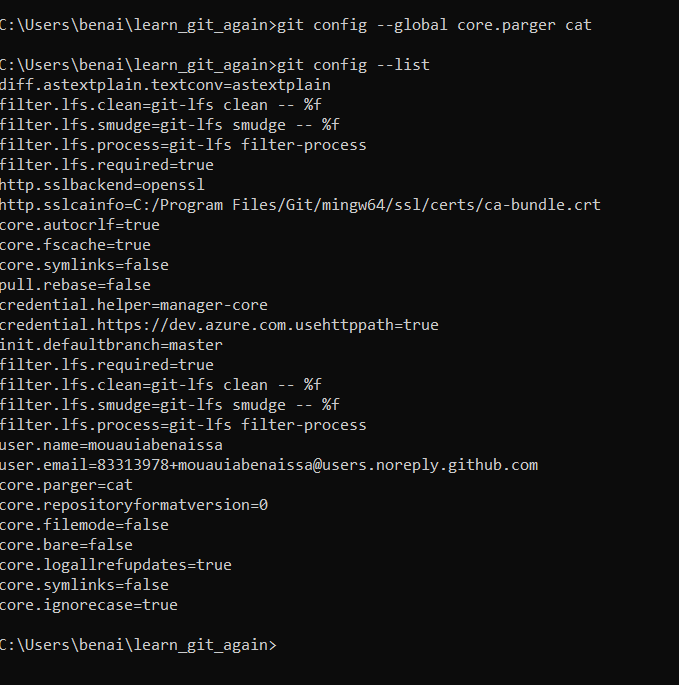 C:\Users\benai\learn_git_again>git config --global core.parger cat
C:\Users\benai\learn_git_again>git config --list
diff.astextplain.textconv=astextplain
filter.lfs.clean=git-lfs clean -- %f
filter.lfs.smudge=git-lfs smudge -- %f
filter.lfs.process=git-lfs filter-process
filter.lfs.required=true
http.sslbackend=openssl
http.sslcainfo=C:/Program Files/Git/mingw64/ssl/certs/ca-bundle.crt
core.autocrlf=true
core.fscache=true
core.symlinks=false
pull.rebase=false
credential.helper=manager-core
credential.https://dev.azure.com.usehttppath=true
init.defaultbranch=master
filter.lfs.required=true
filter.lfs.clean=git-lfs clean -- %f
filter.lfs.smudge=git-lfs smudge -- %f
filter.lfs.process=git-lfs filter-process
user.name=mouauiabenaissa
user.email=83313978+mouauiabenaissa@users.noreply.github.com
core.parger=cat
core.repositoryformatversion=0
core.filemode=false
core.bare=false
core.logallrefupdates=true
core.symlinks=false
core.ignorecase=true
C:\Users\benai\learn_git_again>